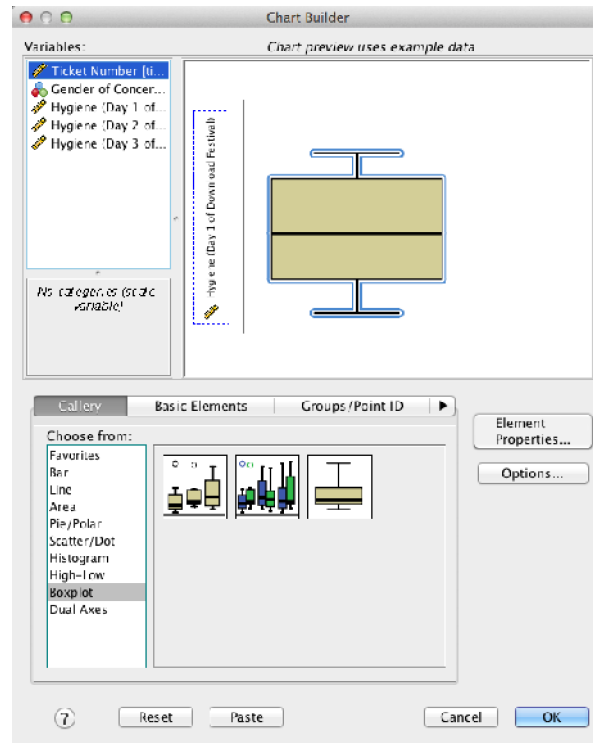 Chart Builder
Variables:
Chart preview uses example data
Ticket Number [ti...
Gender of Concer...
Hygiene (Day 1 of...
Hygiene (Day 2 of...
Hygiene (Day 3 of...
Hygiene (Day 1 of Download Festival)
No categories (scale
variable)
Gallery
Basic Elements
Groups/Point ID
Element
Properties...
Options...
Choose from:
Favorites
Bar
Line
Area
Pie/Polar
Scatter/Dot
Histogram
High-Low
Boxplot
Dual Axes
?
Reset
Paste
Cancel
OK